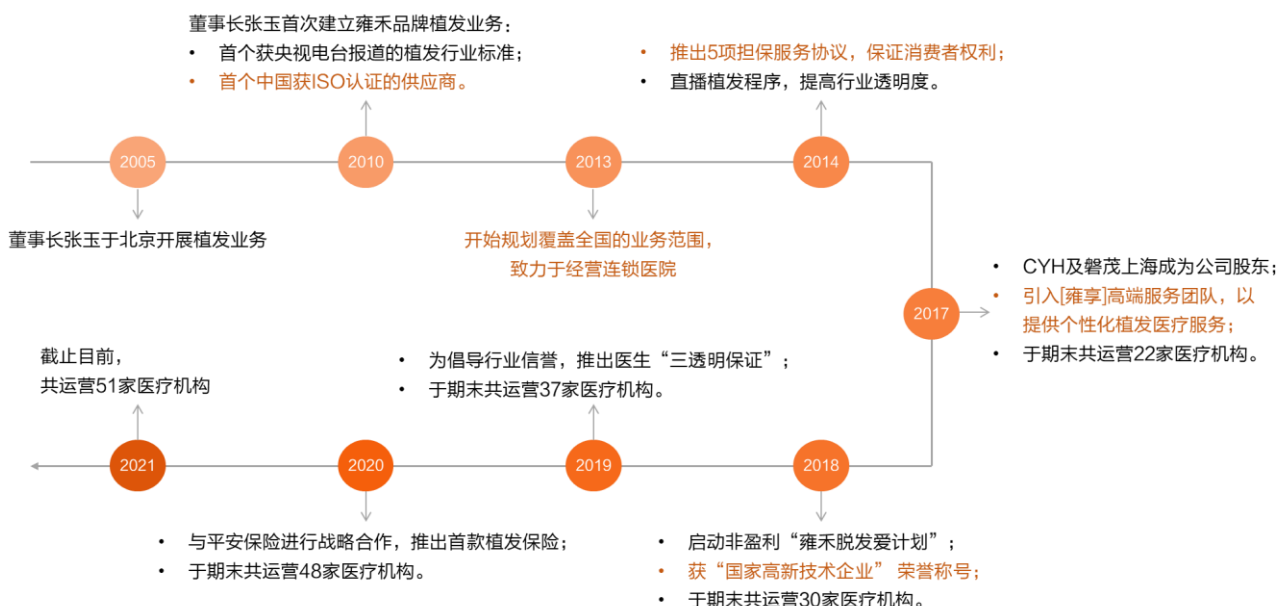 董事长张玉首次建立雍禾品牌植发业务：
• 首个获央视电台报道的植发行业标准；
• 首个中国获ISO认证的供应商。
• 推出5项担保服务协议，保证消费者权利；
• 直播植发程序，提高行业透明度。
2005
2010
2013
2014
董事长张玉于北京开展植发业务
开始规划覆盖全国的业务范围，
致力于经营连锁医院
2017
• CYH及磐茂上海成为公司股东；
• 引入[雍享]高端服务团队，以
提供个性化植发医疗服务；
• 于期末共运营22家医疗机构。
截止目前，
共运营51家医疗机构
• 为倡导行业信誉，推出医生“三透明保证”；
• 于期末共运营37家医疗机构。
2021
2020
2019
2018
• 与平安保险进行战略合作，推出首款植发保险；
• 于期末共运营48家医疗机构。
• 启动非盈利“雍禾脱发爱计划”；
• 获“国家高新技术企业” 荣誉称号；
• 于期末共运营30家医疗机构。